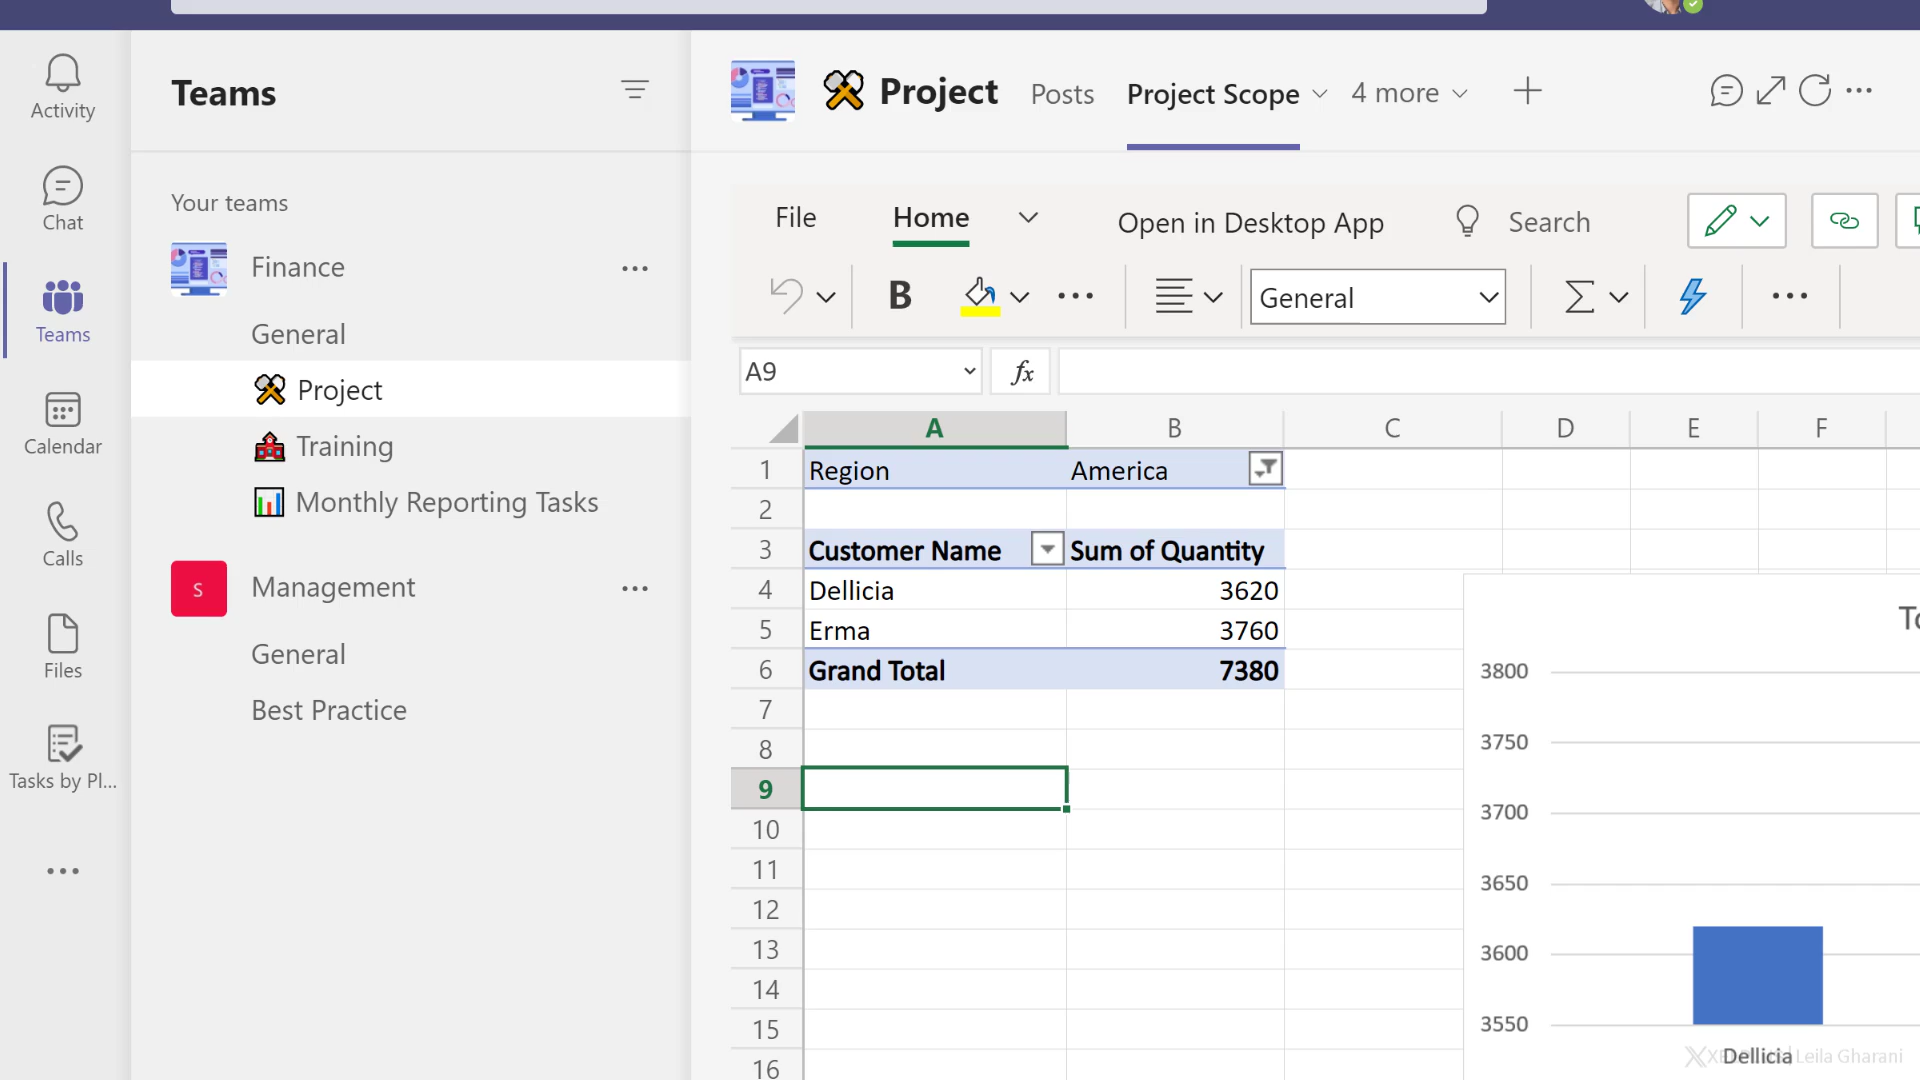 Activity
Chat
Teams
Calendar
Calls
Files
Tasks by Pl...
Teams
Your teams
Finance
General
Project
Training
Monthly Reporting Tasks
S
Management
General
Best Practice
Project Posts Project Scope 4 more
File Home Open in Desktop App Search
B General
A9 fx
A B C D E F
1 Region America
2
3 Customer Name Sum of Quantity
4 Dellicia 3620
5 Erma 3760
6 Grand Total 7380
7
8
9
10
11
12
13
14
15
16
3800
3750
3700
3650
3600
3550
Dellicia
Leila Gharani